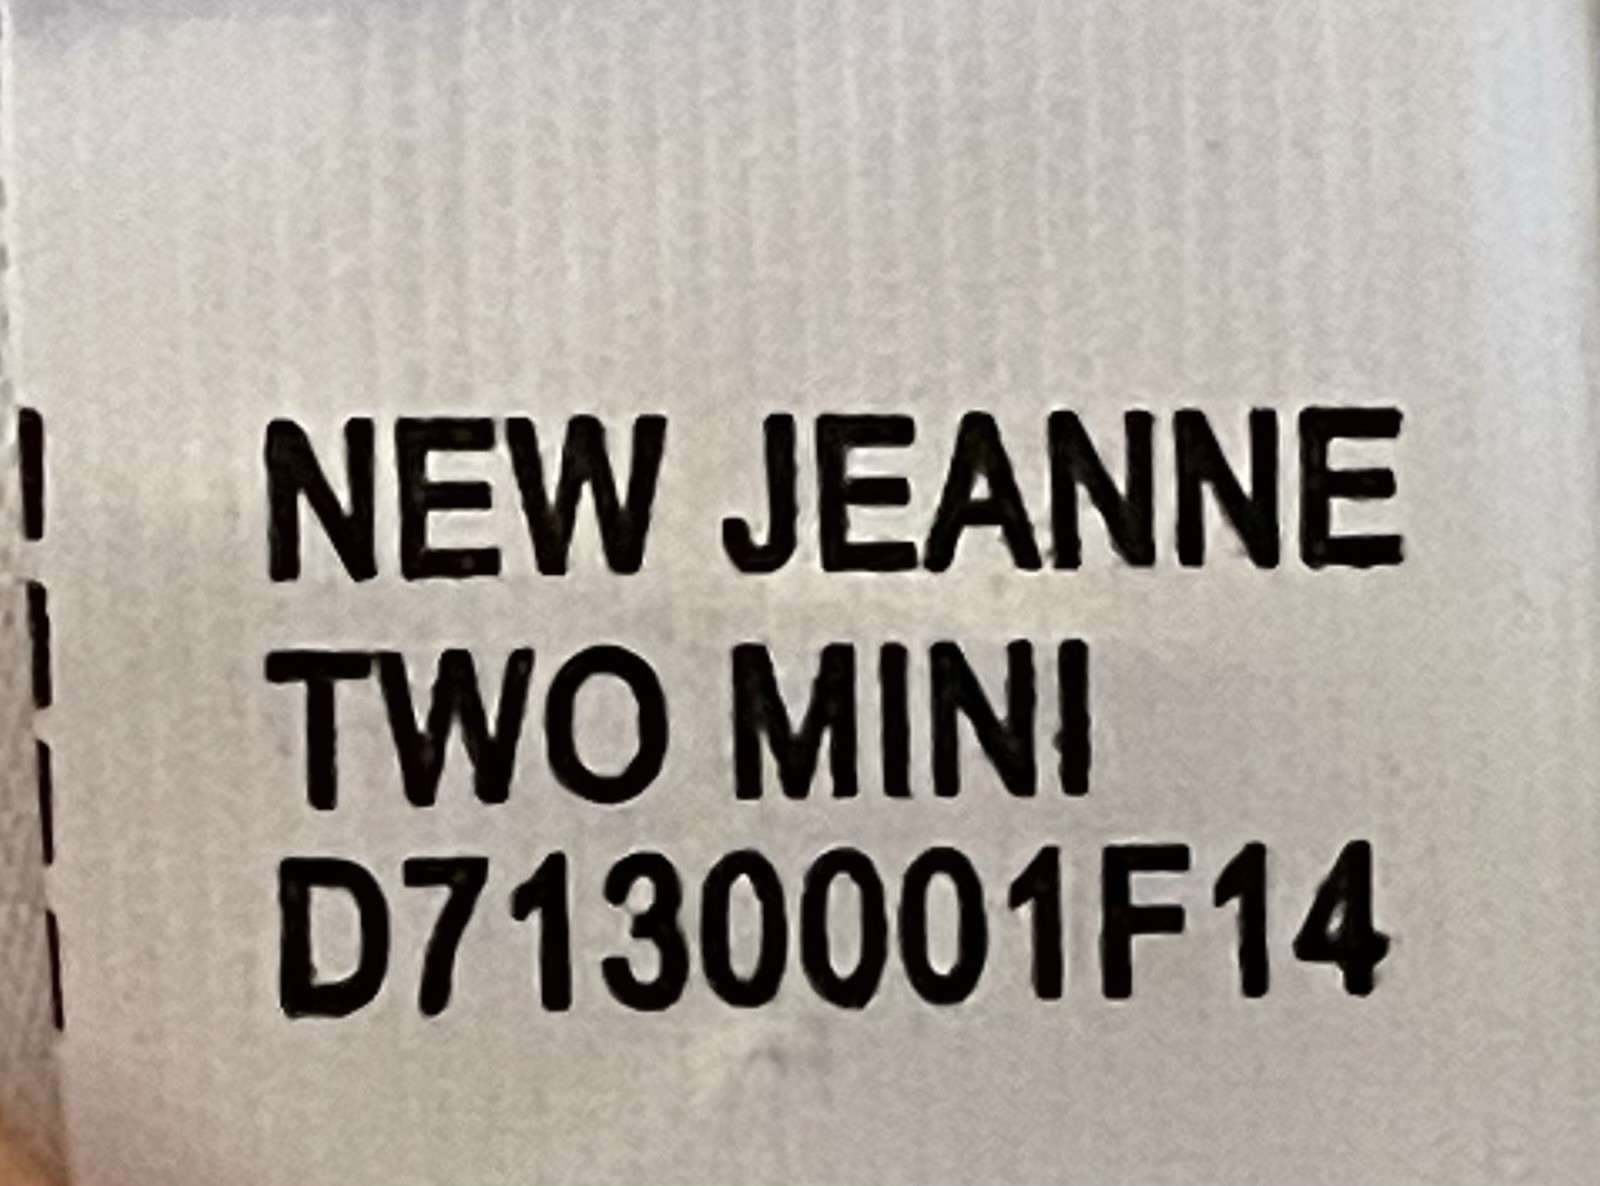 NEW JEANNE
TWO MINI
D7130001F14